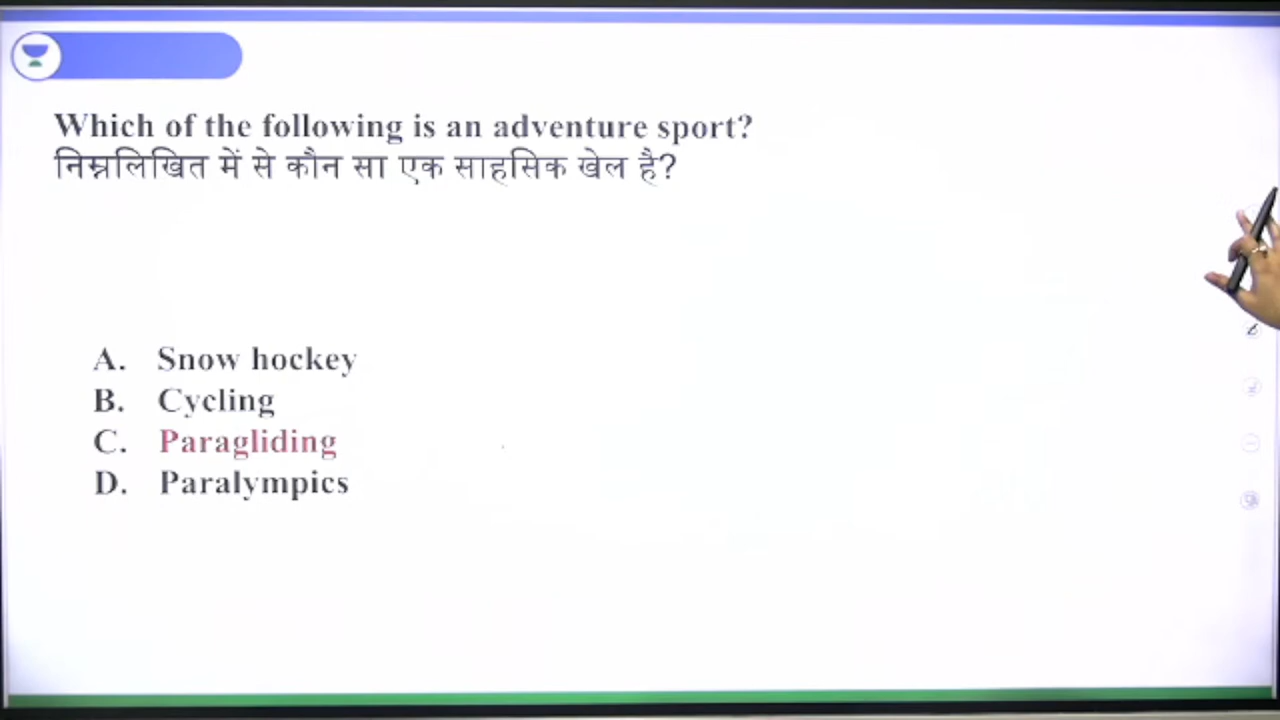 Which of the following is an adventure sport?
निम्नलिखित में से कौन सा एक साहसिक खेल है?
A. Snow hockey
B. Cycling
C. Paragliding
D. Paralympics